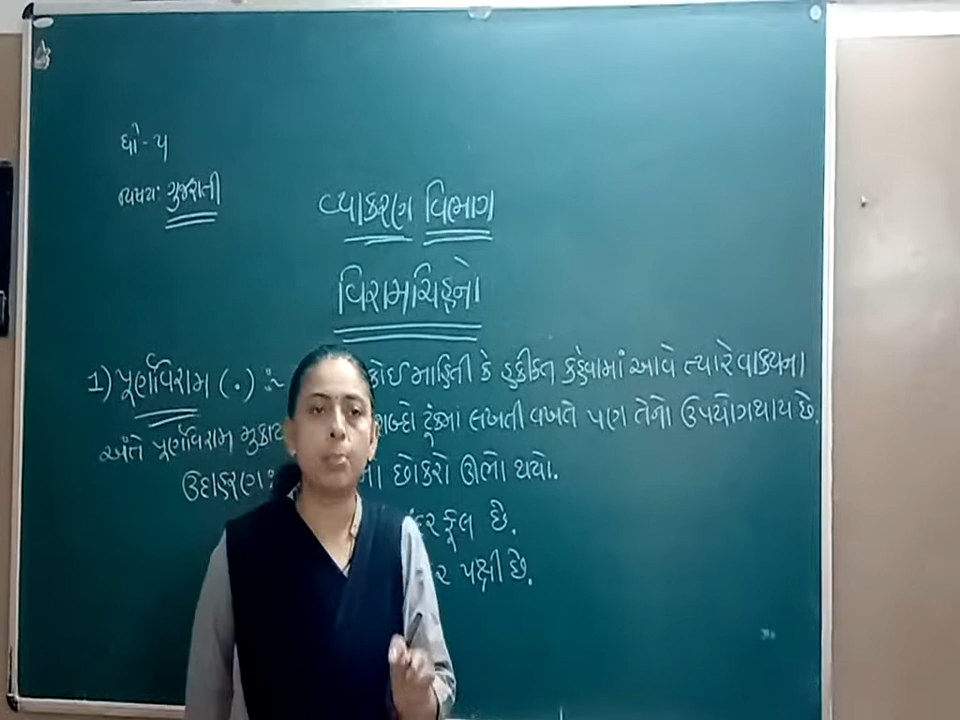 ધો - ૫
વિષય: ગુજરાતી
વ્યાકરણ વિભાગ
વિરામચિહ્નો
1) પૂર્ણવિરામ (.) :~ કોઈ માહિતી કે હકીકત કહેવામાં આવે ત્યારે વાક્યના
અંતે પૂર્ણવિરામ મુકાય શબ્દો ટૂંકમાં લખતી વખતે પણ તેનો ઉપયોગ થાય છે.
ઉદાહરણ: છોકરો ઊભો થયો.
ફૂલ છે.
પક્ષી છે.